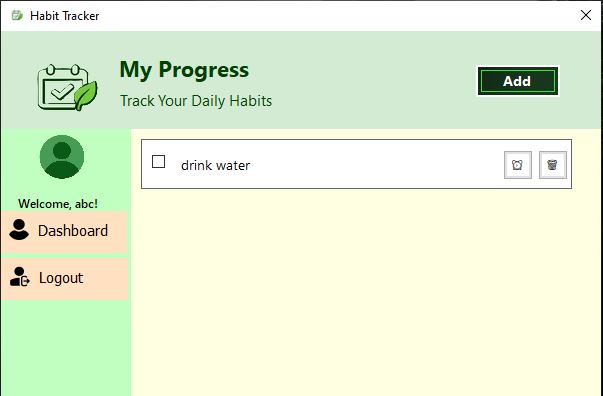 Habit Tracker
My Progress
Track Your Daily Habits
Add
Welcome, abc!
Dashboard
Logout
drink water